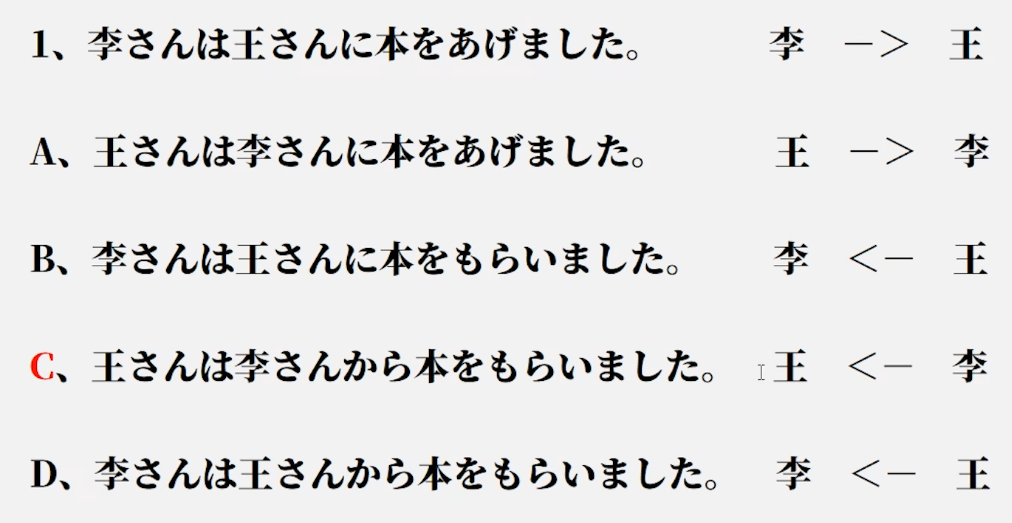 1、李さんは王さんに本をあげました。 李 －＞ 王
A、王さんは李さんに本をあげました。 王 －＞ 李
B、李さんは王さんに本をもらいました。 李 ＜－ 王
C、王さんは李さんから本をもらいました。 王 ＜－ 李
D、李さんは王さんから本をもらいました。 李 ＜－ 王